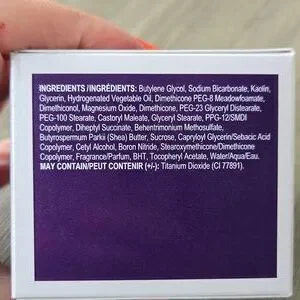 INGREDIENTS /INGRÉDIENTS: Butylene Glycol, Sodium Bicarbonate, Kaolin,
Glycerin, Hydrogenated Vegetable Oil, Dimethicone PEG-8 Meadowfoamate,
Dimethiconol, Magnesium Oxide, Dimethicone, PEG-23 Glyceryl Distearate,
PEG-100 Stearate, Castoryl Maleate, Glyceryl Stearate, PPG-12/SMDI
Copolymer, Diheptyl Succinate, Behentrimonium Methosulfate,
Butyrospermum Parkii (Shea) Butter, Sucrose, Capryloyl Glycerin/Sebacic Acid
Copolymer, Cetyl Alcohol, Boron Nitride, Stearoxymethicone/Dimethicone
Copolymer, Fragrance/Parfum, BHT, Tocopheryl Acetate, Water/Aqua/Eau.
MAY CONTAIN/PEUT CONTENIR (+/-): Titanium Dioxide (CI 77891).